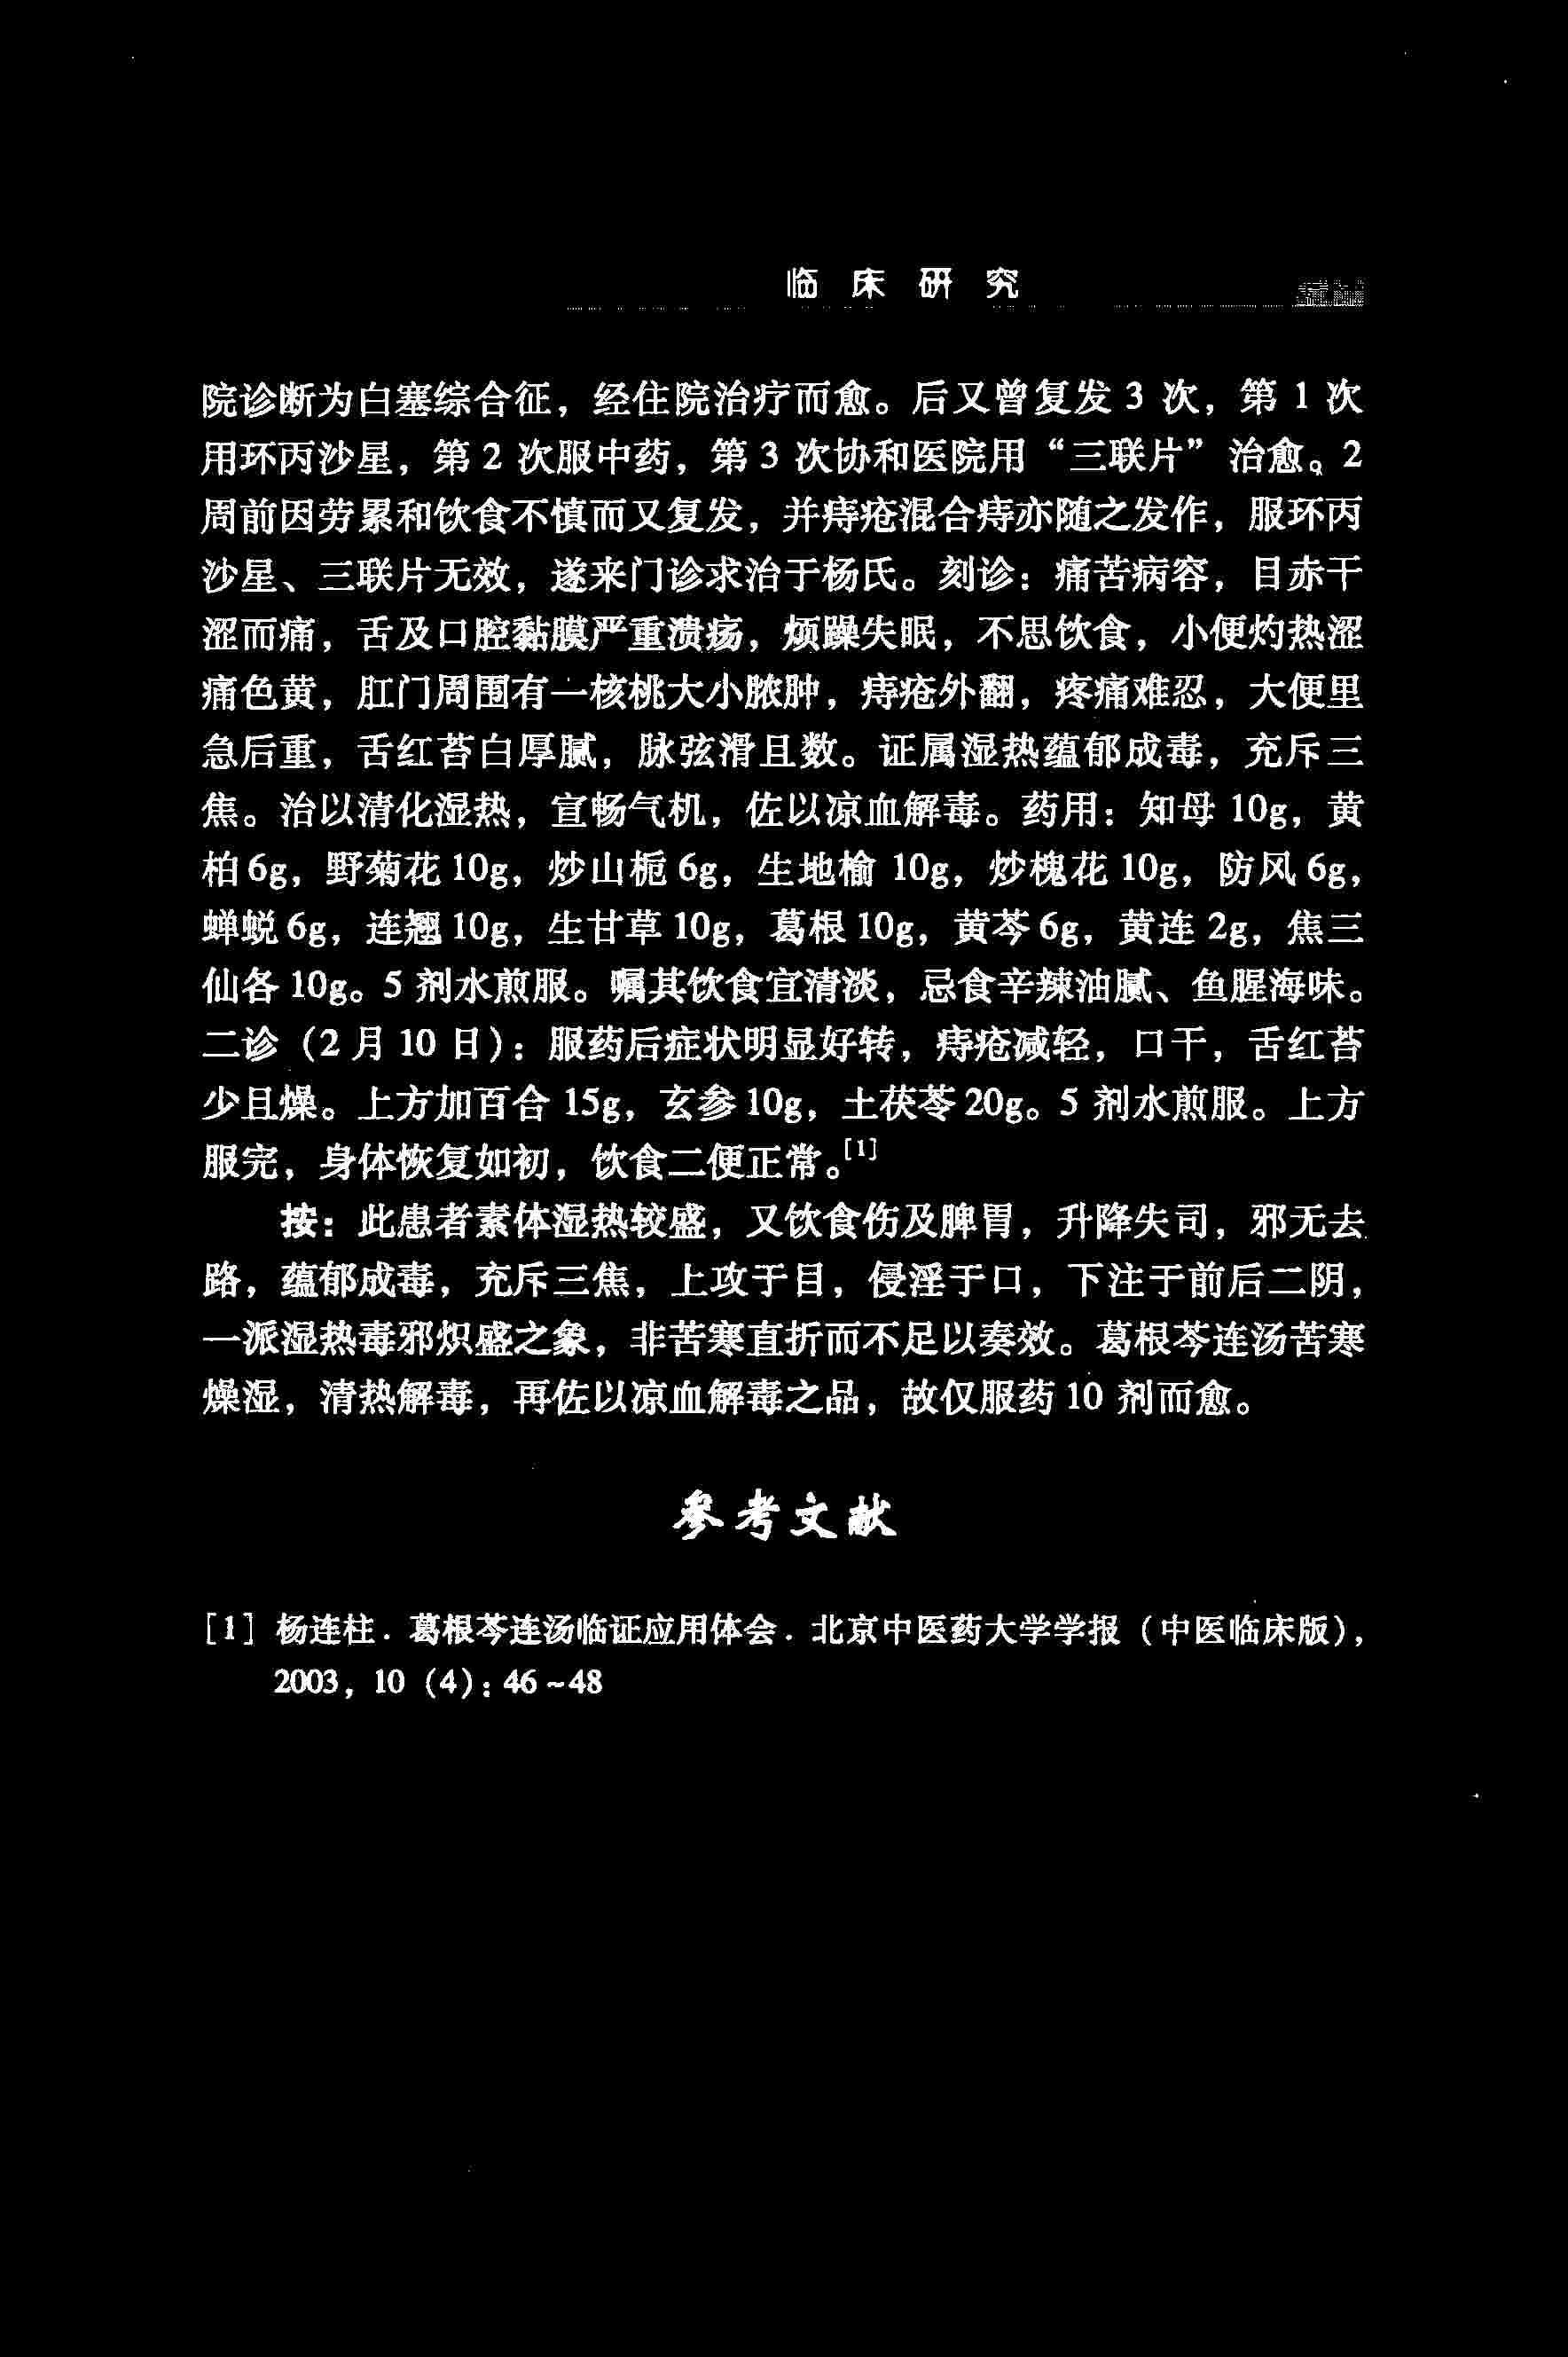 临床研究
院诊断为白塞综合征，经住院治疗而愈。后又曾复发 3 次，第 1 次
用环丙沙星，第 2 次服中药，第 3 次协和医院用“三联片”治愈。2
周前因劳累和饮食不慎而又复发，并痔疮混合痔亦随之发作，服环丙
沙星、三联片无效，遂来门诊求治于杨氏。刻诊：痛苦病容，目赤干
涩而痛，舌及口腔黏膜严重溃疡，烦躁失眠，不思饮食，小便灼热涩
痛色黄，肛门周围有一核桃大小脓肿，痔疮外翻，疼痛难忍，大便里
急后重，舌红苔白厚腻，脉弦滑且数。证属湿热蕴郁成毒，充斥三
焦。治以清化湿热，宣畅气机，佐以凉血解毒。药用：知母 10g，黄
柏 6g，野菊花 10g，炒山栀 6g，生地榆 10g，炒槐花 10g，防风 6g，
蝉蜕 6g，连翘 10g，生甘草 10g，葛根 10g，黄芩 6g，黄连 2g，焦三
仙各 10g。5 剂水煎服。嘱其饮食宜清淡，忌食辛辣油腻、鱼腥海味。
二诊（2 月 10 日）：服药后症状明显好转，痔疮减轻，口干，舌红苔
少且燥。上方加百合 15g，玄参 10g，土茯苓 20g。5 剂水煎服。上方
服完，身体恢复如初，饮食二便正常。[1]
按：此患者素体湿热较盛，又饮食伤及脾胃，升降失司，邪无去
路，蕴郁成毒，充斥三焦，上攻于目，侵淫于口，下注于前后二阴，
一派湿热毒邪炽盛之象，非苦寒直折而不足以奏效。葛根芩连汤苦寒
燥湿，清热解毒，再佐以凉血解毒之品，故仅服药 10 剂而愈。
参考文献
[1] 杨连柱．葛根芩连汤临证应用体会．北京中医药大学学报（中医临床版），
2003，10（4）：46~48